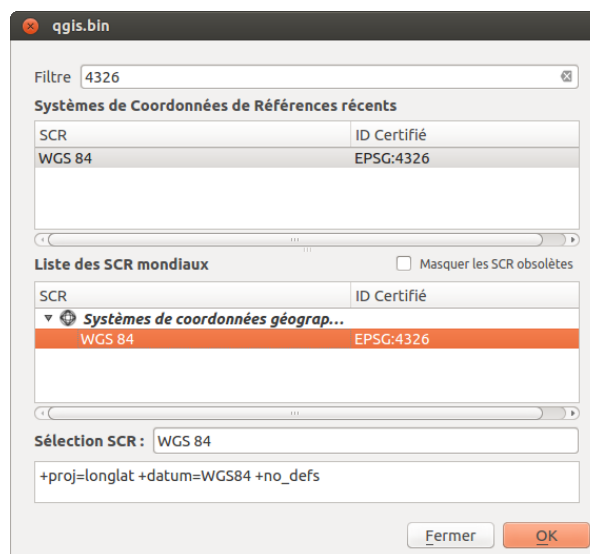 qgis.bin
Filtre 4326
Systèmes de Coordonnées de Références récents
SCR ID Certifié
WGS 84 EPSG:4326
Liste des SCR mondiaux Masquer les SCR obsolètes
SCR ID Certifié
Systèmes de coordonnées géograp...
WGS 84 EPSG:4326
Sélection SCR : WGS 84
+proj=longlat +datum=WGS84 +no_defs
Fermer OK